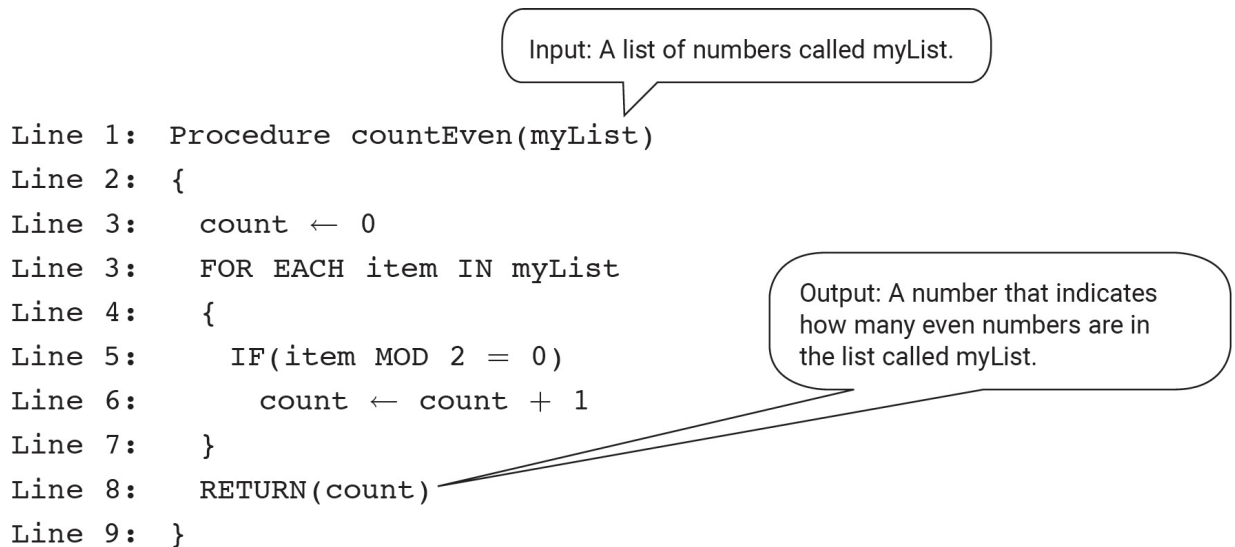 Input: A list of numbers called myList.
Line 1: Procedure countEven(myList)
Line 2: {
Line 3: count ← 0
Line 3: FOR EACH item IN myList
Line 4: {
Line 5: IF(item MOD 2 = 0)
Line 6: count ← count + 1
Line 7: }
Line 8: RETURN(count)
Line 9: }
Output: A number that indicates
how many even numbers are in
the list called myList.